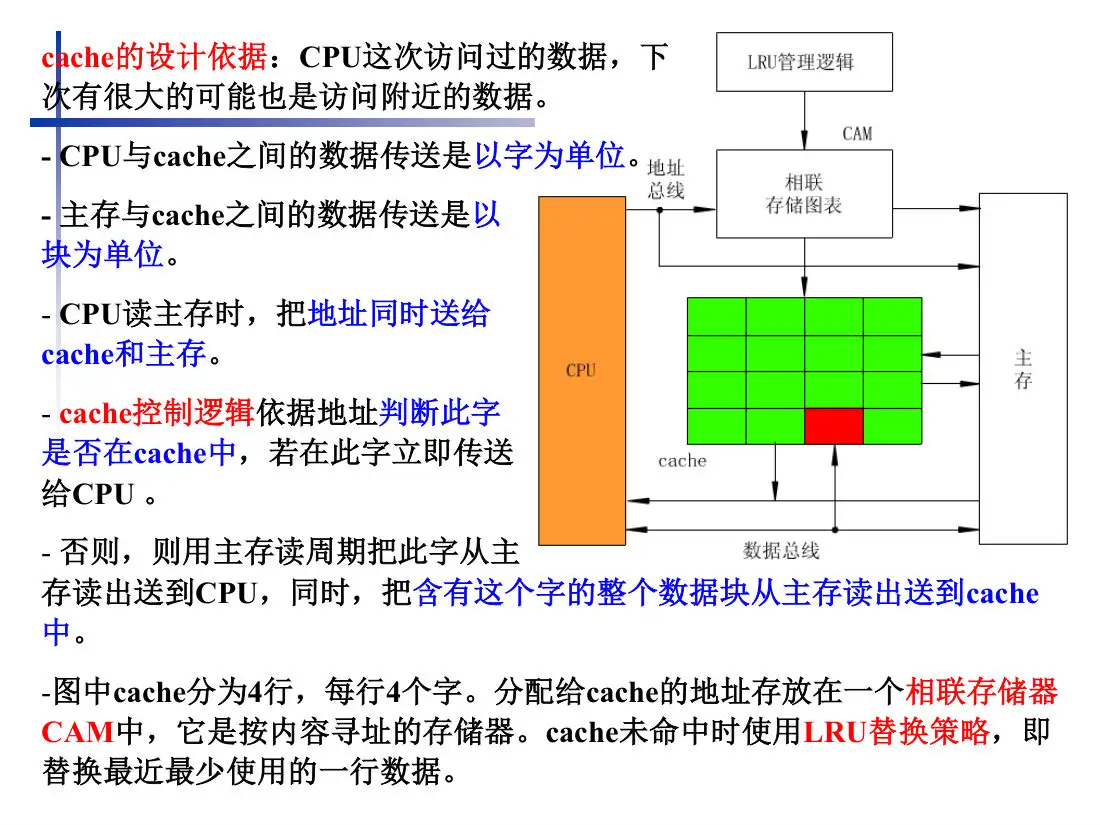 cache的设计依据：CPU这次访问过的数据，下
次有很大的可能也是访问附近的数据。
- CPU与cache之间的数据传送是以字为单位。
- 主存与cache之间的数据传送是以
块为单位。
- CPU读主存时，把地址同时送给
cache和主存。
- cache控制逻辑依据地址判断此字
是否在cache中，若在此字立即传送
给CPU 。
- 否则，则用主存读周期把此字从主
存读出送到CPU，同时，把含有这个字的整个数据块从主存读出送到cache
中。
-图中cache分为4行，每行4个字。分配给cache的地址存放在一个相联存储器
CAM中，它是按内容寻址的存储器。cache未命中时使用LRU替换策略，即
替换最近最少使用的一行数据。
LRU管理逻辑
CAM
地址
总线
相联
存储图表
CPU
主
存
cache
数据总线